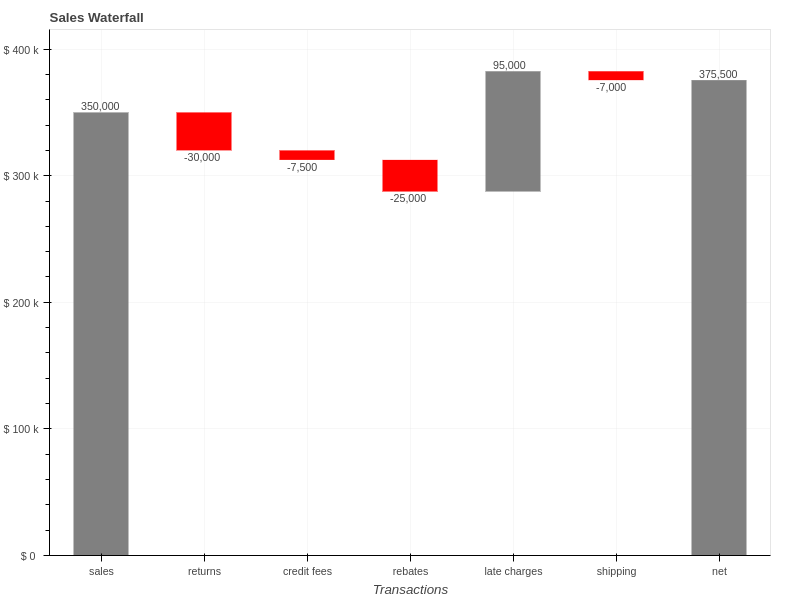 Sales Waterfall
$ 400 k
$ 300 k
$ 200 k
$ 100 k
$ 0
350,000
-30,000
-7,500
-25,000
95,000
-7,000
375,500
sales
returns
credit fees
rebates
late charges
shipping
net
Transactions